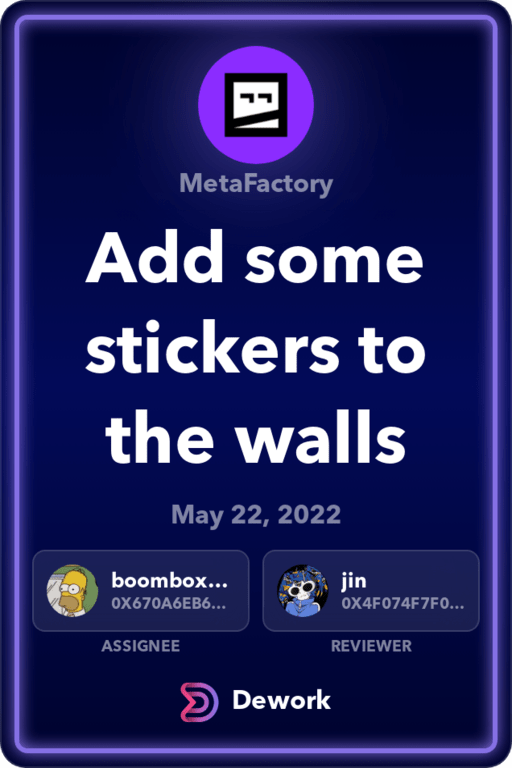 MetaFactory
Add some
stickers to
the walls
May 22, 2022
boombox...
0X670A6EB6...
ASSIGNEE
jin
0X4F074F7F0...
REVIEWER
Dework